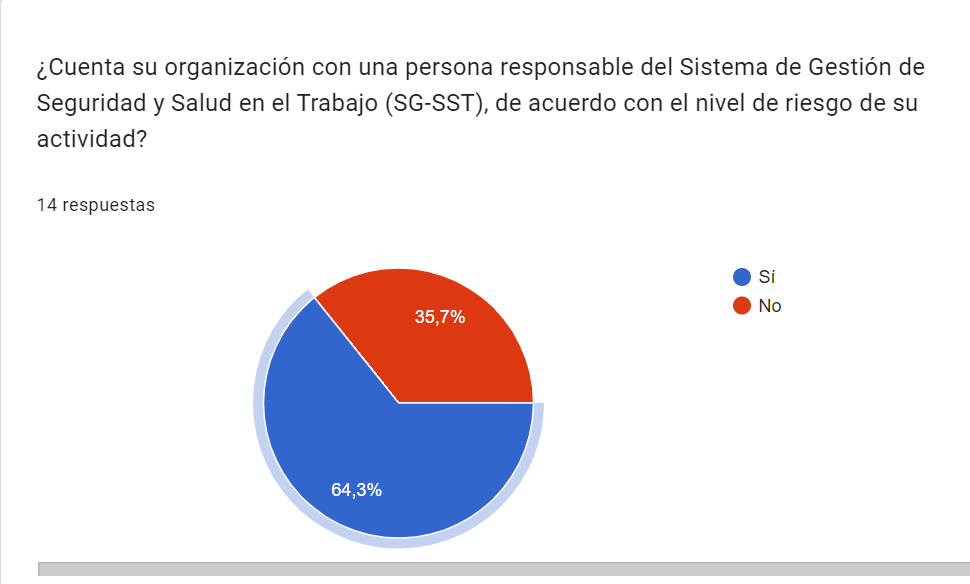 ¿Cuenta su organización con una persona responsable del Sistema de Gestión de
Seguridad y Salud en el Trabajo (SG-SST), de acuerdo con el nivel de riesgo de su
actividad?
14 respuestas
Sí
No
35,7%
64,3%